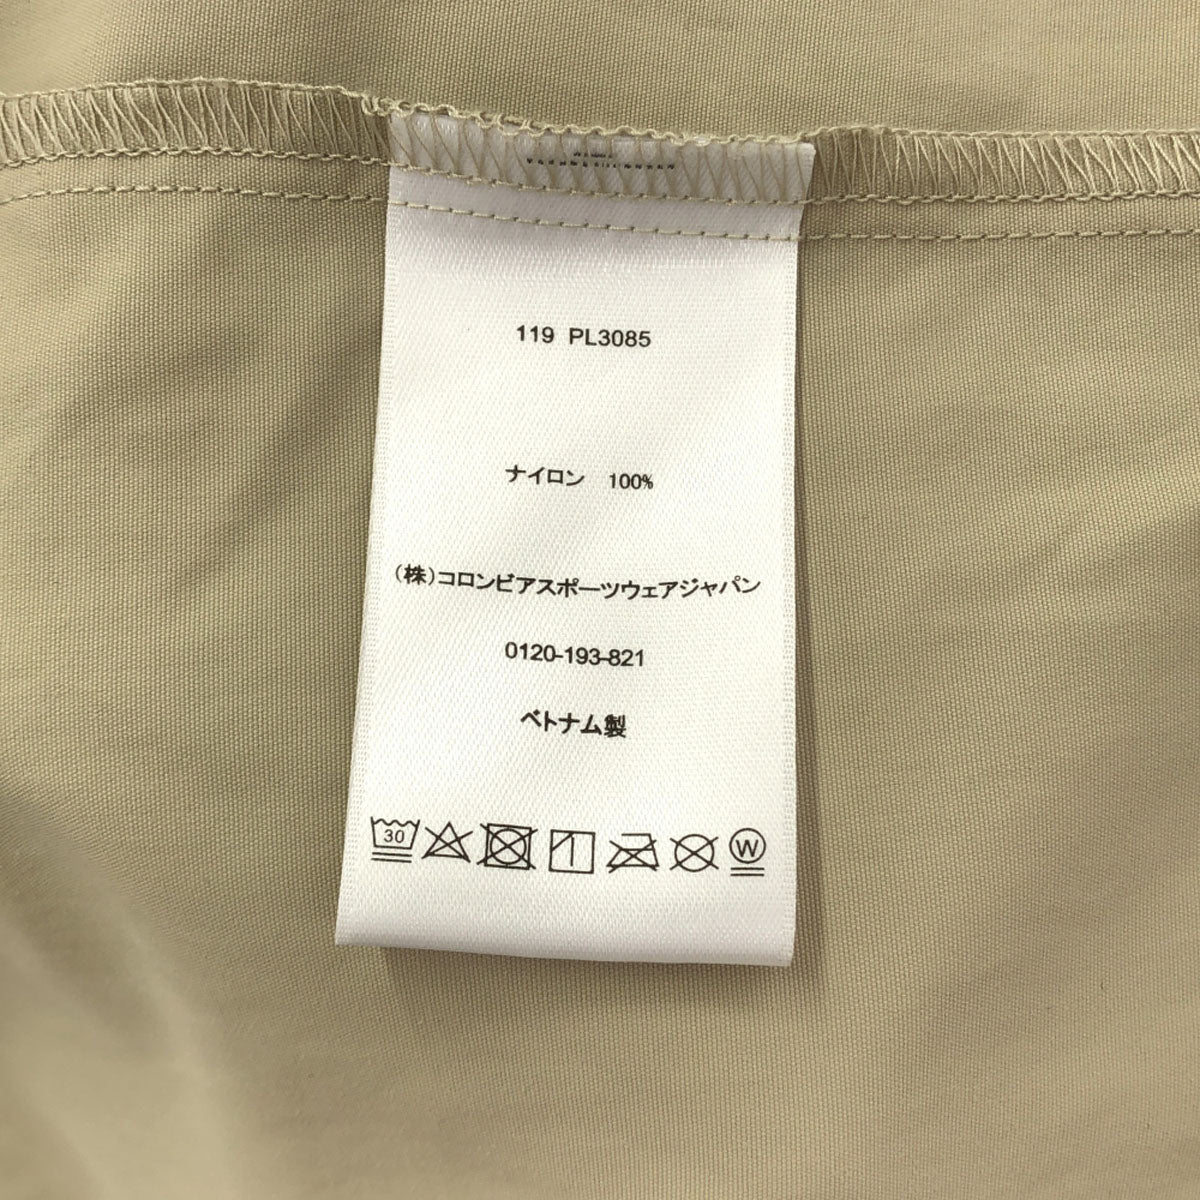 119 PL3085
ナイロン 100%
(株)コロンビアスポーツウェアジャパン
0120-193-821
ベトナム製
30
W